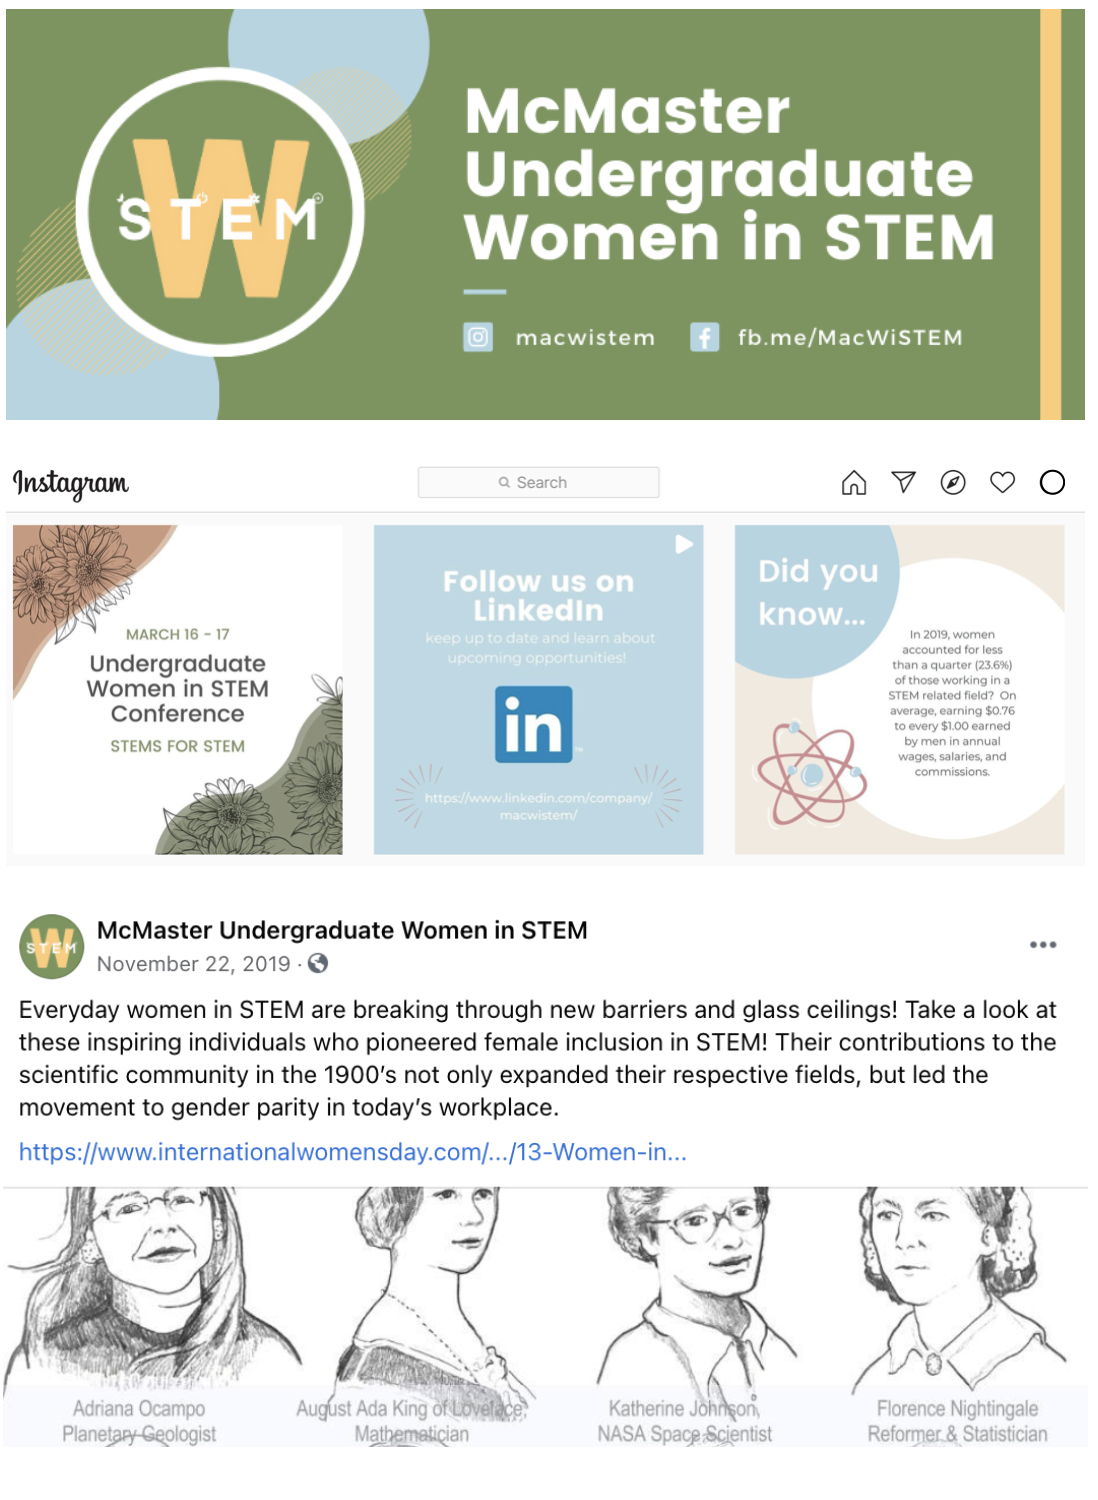 W
STEM
McMaster
Undergraduate
Women in STEM
macwistem fb.me/MacWiSTEM
Instagram
Search
MARCH 16 - 17
Undergraduate
Women in STEM
Conference
STEMS FOR STEM
Follow us on
LinkedIn
keep up to date and learn about
upcoming opportunities!
in
TM
https://www.linkedin.com/company/
macwistem/
Did you
know...
In 2019, women
accounted for less
than a quarter (23.6%)
of those working in a
STEM related field? On
average, earning $0.76
to every $1.00 earned
by men in annual
wages, salaries, and
commissions.
W
STEM
McMaster Undergraduate Women in STEM
November 22, 2019 ·
Everyday women in STEM are breaking through new barriers and glass ceilings! Take a look at
these inspiring individuals who pioneered female inclusion in STEM! Their contributions to the
scientific community in the 1900's not only expanded their respective fields, but led the
movement to gender parity in today's workplace.
https://www.internationalwomensday.com/.../13-Women-in...
Adriana Ocampo
Planetary Geologist
August Ada King of Lovelace,
Mathematician
Katherine Johnson,
NASA Space Scientist
Florence Nightingale
Reformer & Statistician